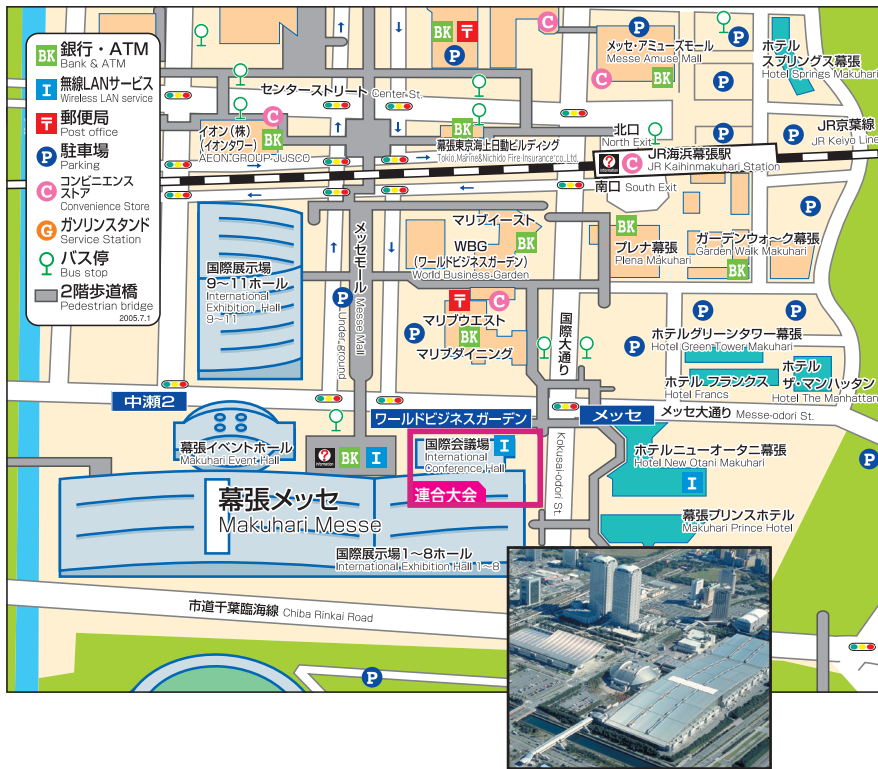 BK 銀行・ATM
Bank & ATM
I 無線LANサービス
Wireless LAN service
〒 郵便局
Post office
P 駐車場
Parking
C コンビニエンス
ストア
Convenience Store
G ガソリンスタンド
Service Station
バス停
Bus stop
2階歩道橋
Pedestrian bridge
2005.7.1
BK 〒
P
C
P
メッセ・アミューズモール
Messe Amuse Mall
C
BK
P
P
P
ホテル
スプリングス幕張
Hotel Springs Makuhari
センターストリート Center St.
C
イオン(株)
(イオンタワー)
AEON.GROUP JUSCO
BK
BK
幕張東京海上日動ビルディング
Tokio.Marine&Nichido Fire-Insurance co.Ltd.
北口
North Exit
? information
C
JR海浜幕張駅
JR Kaihinmakuhari Station
JR京葉線
JR Keiyo Line
南口 South Exit
国際展示場
9〜11ホール
International
Exhibition Hall
9〜11
メッセモール Messe Mall
P
Under ground
マリブイースト
WBG
(ワールドビジネスガーデン)
World Business Garden
BK
BK
プレナ幕張
Plena Makuhari
ガーデンウォ〜ク幕張
Garden Walk Makuhari
BK
P
〒
C
マリブウエスト
BK
マリブダイニング
P
国際大通り
Kokusai-odori St.
P
P
P
P
ホテルグリーンタワー幕張
Hotel Green Tower Makuhari
ホテル フランクス
Hotel Francs
ホテル
ザ・マンハッタン
Hotel The Manhattan
中瀬2
ワールドビジネスガーデン
メッセ
メッセ大通り Messe-odori St.
幕張イベントホール
Makuhari Event Hall
? information
BK
I
国際会議場
International
Conference Hall
I
連合大会
ホテルニューオータニ幕張
Hotel New Otani Makuhari
I
P
幕張メッセ
Makuhari Messe
幕張プリンスホテル
Makuhari Prince Hotel
国際展示場1〜8ホール
International Exhibition Hall 1〜8
市道千葉臨海線 Chiba Rinkai Road
P